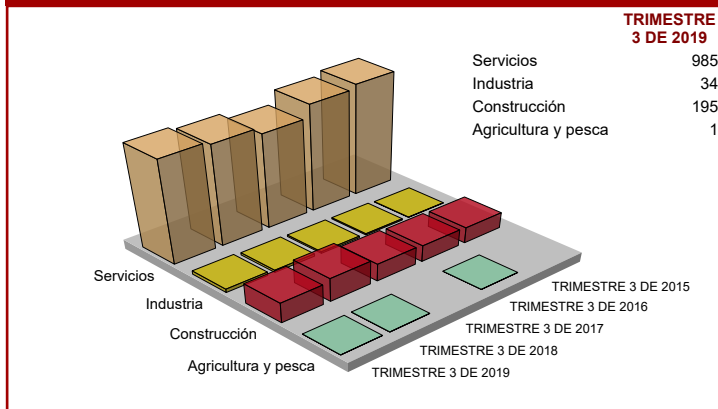 TRIMESTRE
3 DE 2019
Servicios 985
Industria 34
Construcción 195
Agricultura y pesca 1
Servicios
Industria
Construcción
Agricultura y pesca
TRIMESTRE 3 DE 2015
TRIMESTRE 3 DE 2016
TRIMESTRE 3 DE 2017
TRIMESTRE 3 DE 2018
TRIMESTRE 3 DE 2019